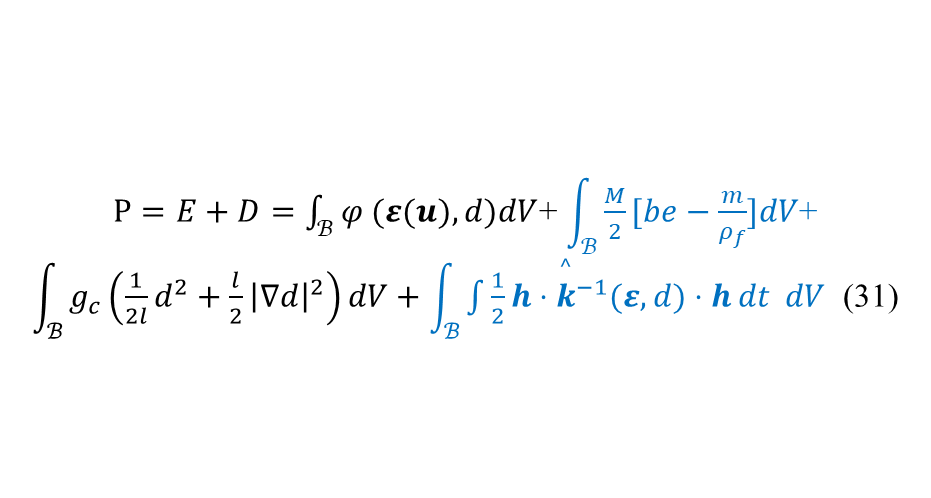 P = E + D = ∫_ℬ φ (𝜺(𝒖), d)dV+ ∫_ℬ M/2 [be − m/ρ_f]dV+
∫_ℬ g_c (1/2l d² + l/2 |∇d|²) dV + ∫_ℬ ∫ 1/2 𝒉 · 𝒌̂⁻¹(𝜺, d) · 𝒉 dt dV (31)